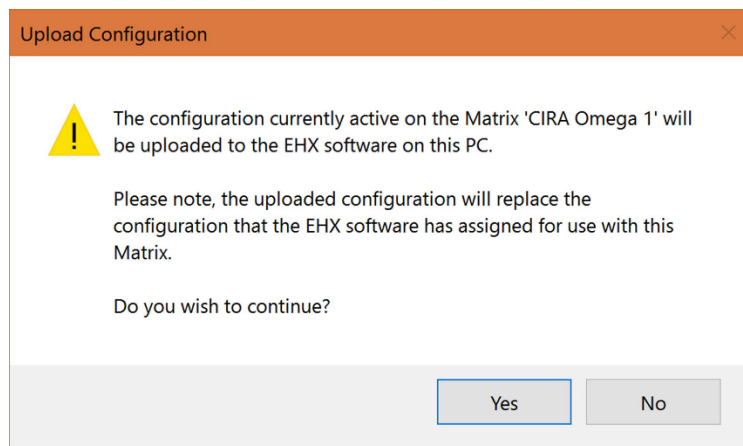 Upload Configuration
The configuration currently active on the Matrix 'CIRA Omega 1' will
be uploaded to the EHX software on this PC.
Please note, the uploaded configuration will replace the
configuration that the EHX software has assigned for use with this
Matrix.
Do you wish to continue?
Yes
No